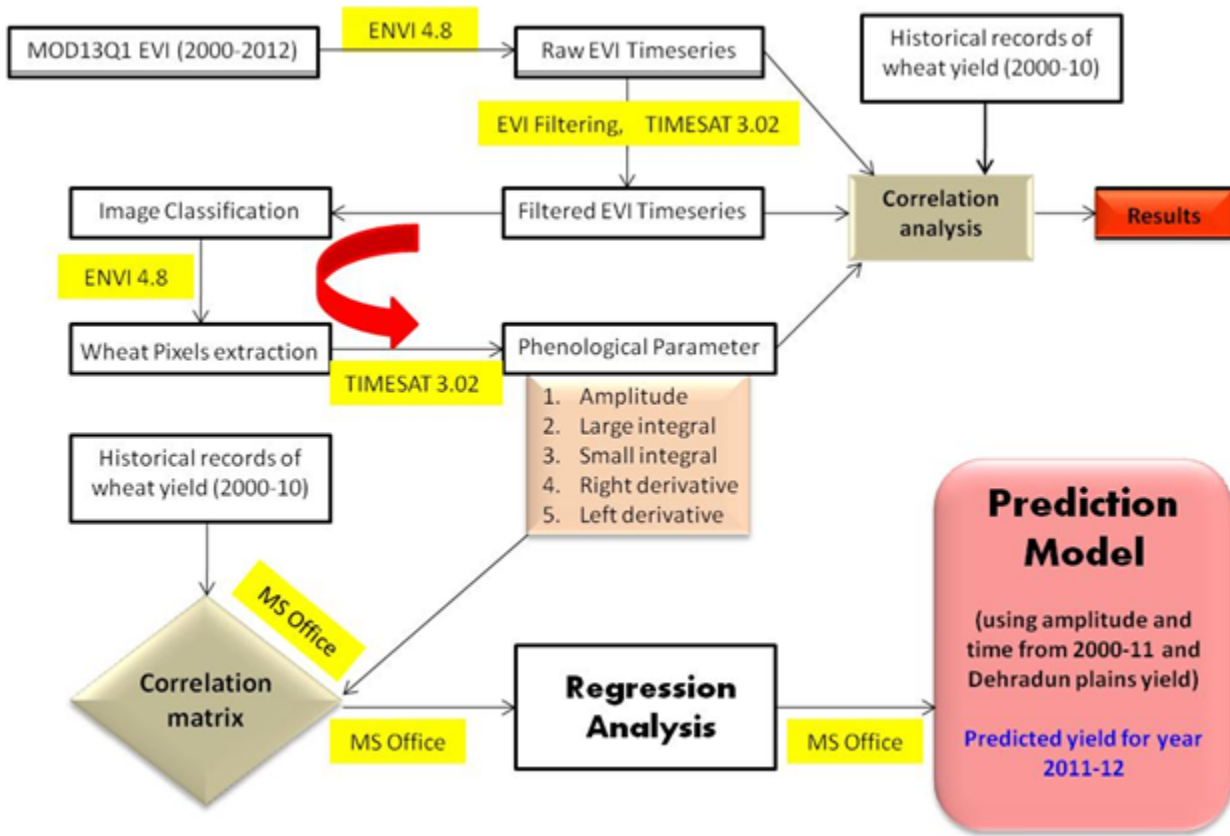 MOD13Q1 EVI (2000-2012)
ENVI 4.8
Raw EVI Timeseries
Historical records of
wheat yield (2000-10)
EVI Filtering, TIMESAT 3.02
Image Classification
Filtered EVI Timeseries
Correlation
analysis
Results
ENVI 4.8
Wheat Pixels extraction
TIMESAT 3.02
Phenological Parameter
1. Amplitude
2. Large integral
3. Small integral
4. Right derivative
5. Left derivative
Historical records of
wheat yield (2000-10)
MS Office
Correlation
matrix
MS Office
Regression
Analysis
MS Office
Prediction
Model
(using amplitude and
time from 2000-11 and
Dehradun plains yield)
Predicted yield for year
2011-12